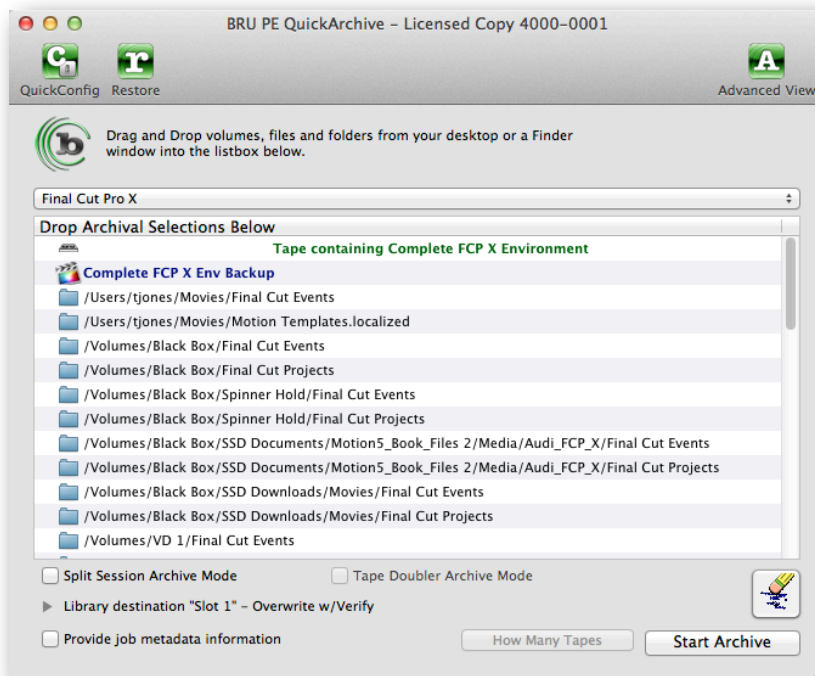 BRU PE QuickArchive – Licensed Copy 4000-0001
QuickConfig
Restore
Advanced View
Drag and Drop volumes, files and folders from your desktop or a Finder
window into the listbox below.
Final Cut Pro X
Drop Archival Selections Below
Tape containing Complete FCP X Environment
Complete FCP X Env Backup
/Users/tjones/Movies/Final Cut Events
/Users/tjones/Movies/Motion Templates.localized
/Volumes/Black Box/Final Cut Events
/Volumes/Black Box/Final Cut Projects
/Volumes/Black Box/Spinner Hold/Final Cut Events
/Volumes/Black Box/Spinner Hold/Final Cut Projects
/Volumes/Black Box/SSD Documents/Motion5_Book_Files 2/Media/Audi_FCP_X/Final Cut Events
/Volumes/Black Box/SSD Documents/Motion5_Book_Files 2/Media/Audi_FCP_X/Final Cut Projects
/Volumes/Black Box/SSD Downloads/Movies/Final Cut Events
/Volumes/Black Box/SSD Downloads/Movies/Final Cut Projects
/Volumes/VD 1/Final Cut Events
Split Session Archive Mode
Tape Doubler Archive Mode
Library destination "Slot 1" – Overwrite w/Verify
Provide job metadata information
How Many Tapes
Start Archive